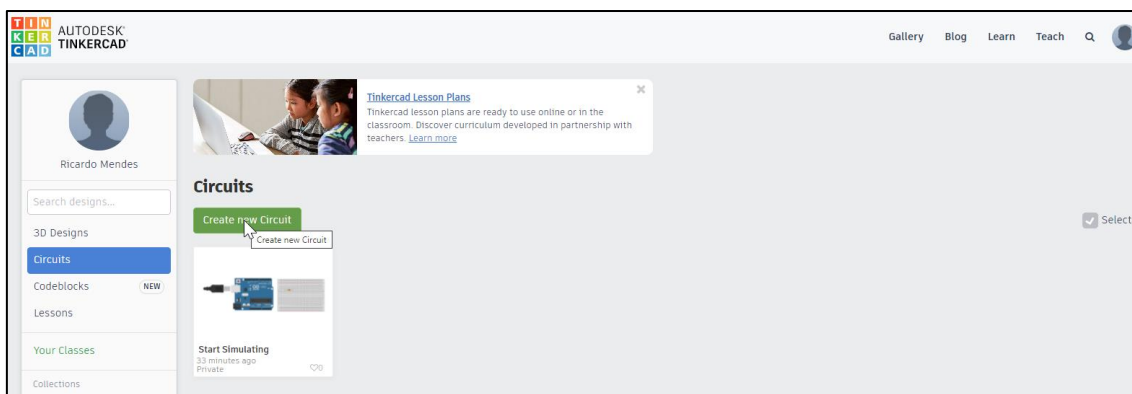 TIN
KER
CAD
AUTODESK®
TINKERCAD®
Gallery Blog Learn Teach
Ricardo Mendes
Search designs...
3D Designs
Circuits
Codeblocks NEW
Lessons
Your Classes
Collections
Tinkercad Lesson Plans
Tinkercad lesson plans are ready to use online or in the
classroom. Discover curriculum developed in partnership with
teachers. Learn more
Circuits
Create new Circuit
Create new Circuit
Select
Start Simulating
33 minutes ago
Private
0